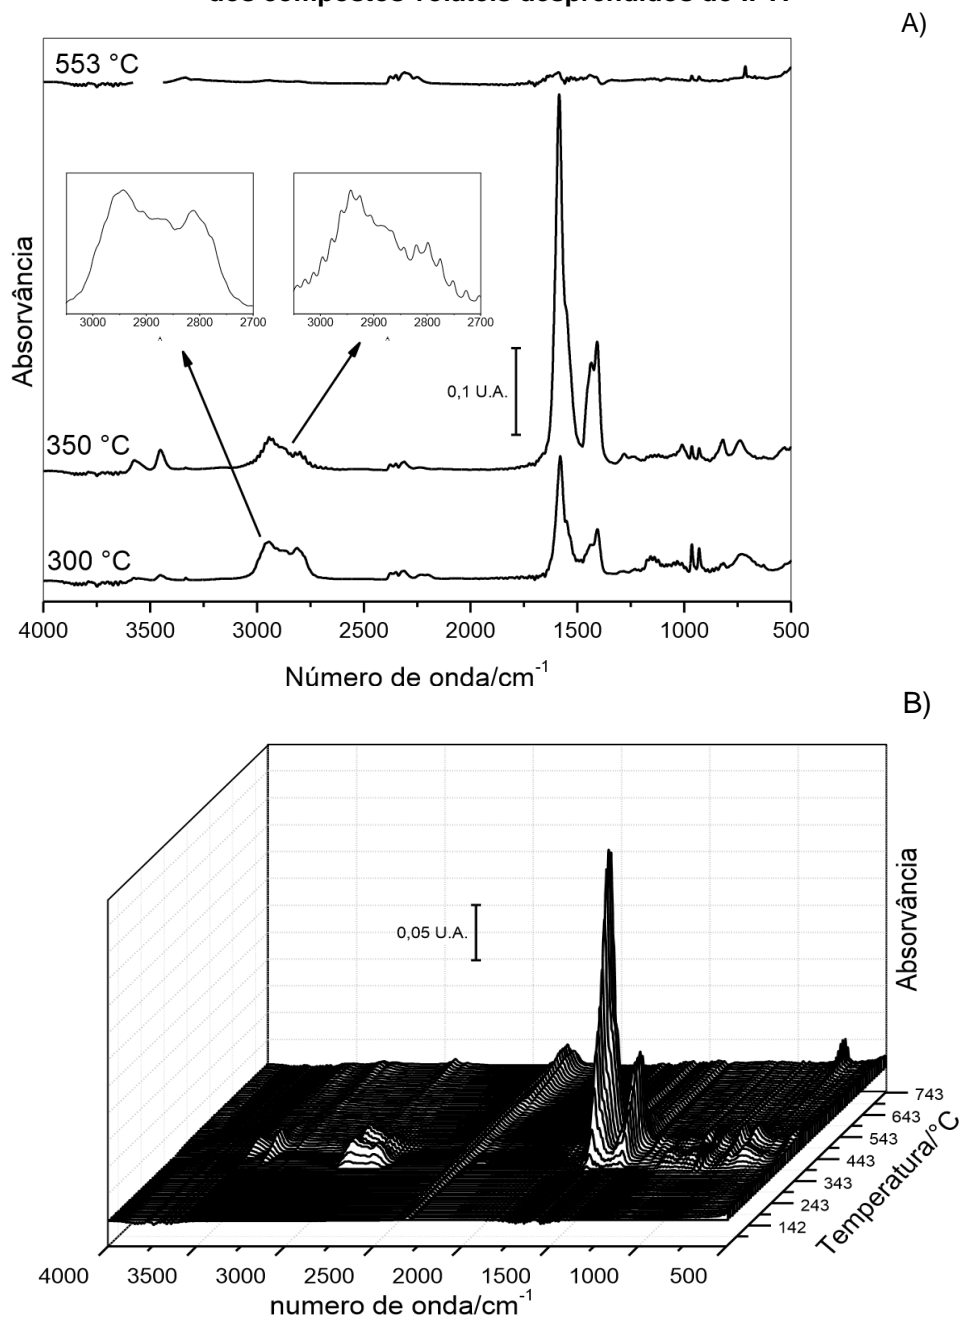 A)
553 °C
3000 2900 2800 2700
3000 2900 2800 2700
Absorvância
0,1 U.A.
350 °C
300 °C
4000 3500 3000 2500 2000 1500 1000 500
Número de onda/cm-1
B)
0,05 U.A.
Absorvância
743
643
543
443
343
243
142
Temperatura/°C
4000 3500 3000 2500 2000 1500 1000 500
numero de onda/cm-1